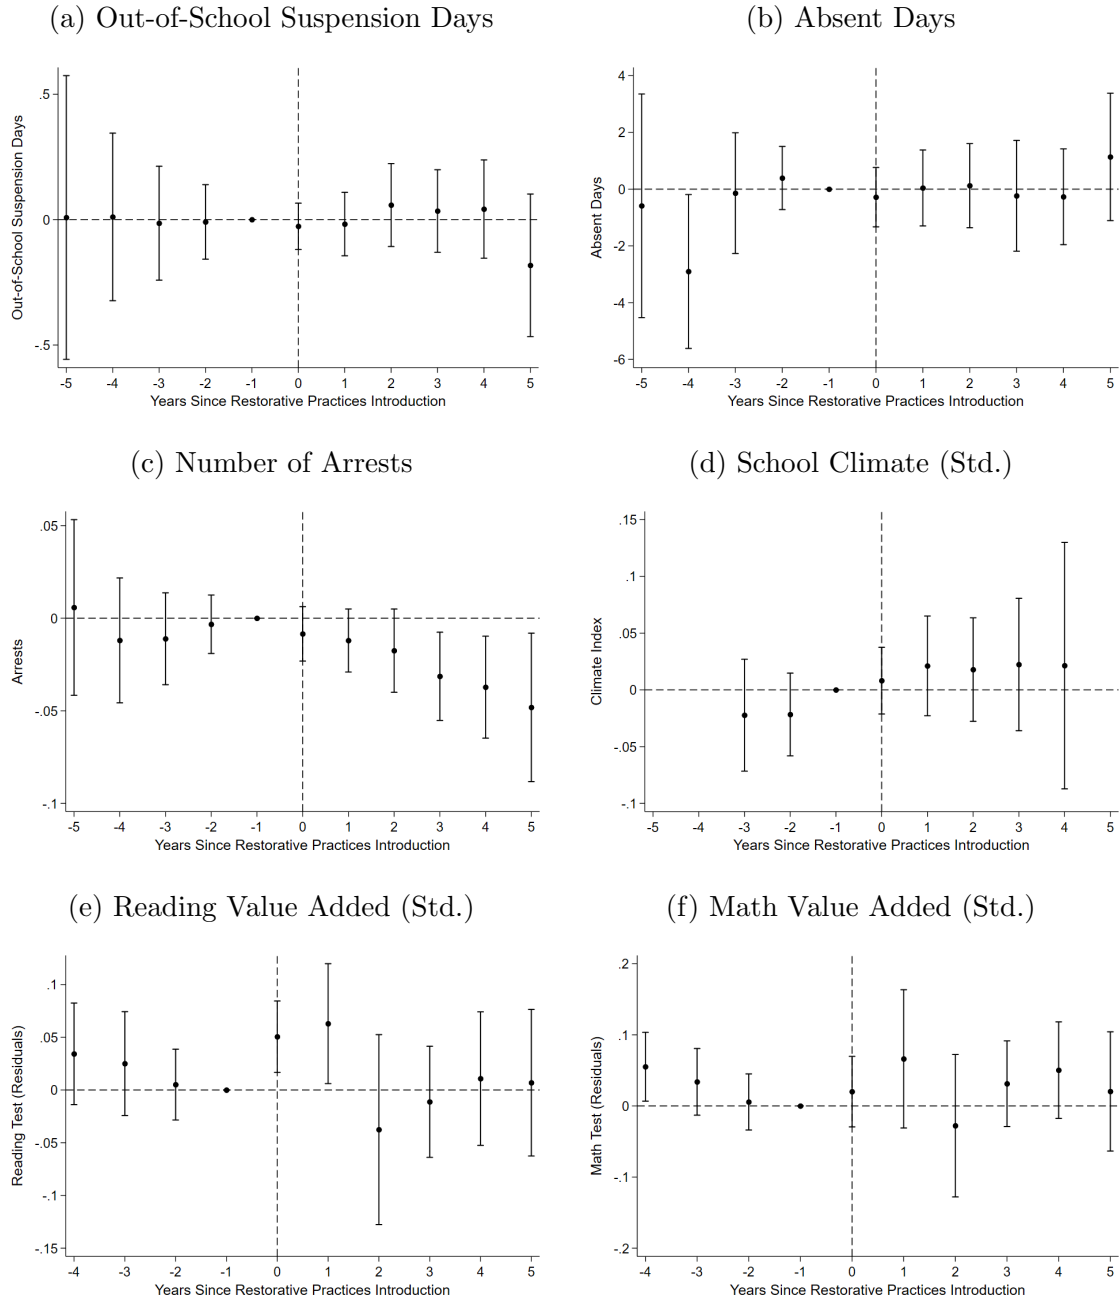 (a) Out-of-School Suspension Days
.5
0
-.5
Out-of-School Suspension Days
-5 -4 -3 -2 -1 0 1 2 3 4 5
Years Since Restorative Practices Introduction
(b) Absent Days
4
2
0
-2
-4
-6
Absent Days
-5 -4 -3 -2 -1 0 1 2 3 4 5
Years Since Restorative Practices Introduction
(c) Number of Arrests
.05
0
-.05
-.1
Arrests
-5 -4 -3 -2 -1 0 1 2 3 4 5
Years Since Restorative Practices Introduction
(d) School Climate (Std.)
.15
.1
.05
0
-.05
-.1
Climate Index
-5 -4 -3 -2 -1 0 1 2 3 4 5
Years Since Restorative Practices Introduction
(e) Reading Value Added (Std.)
.1
.05
0
-.05
-.1
-.15
Reading Test (Residuals)
-4 -3 -2 -1 0 1 2 3 4 5
Years Since Restorative Practices Introduction
(f) Math Value Added (Std.)
.2
.1
0
-.1
-.2
Math Test (Residuals)
-4 -3 -2 -1 0 1 2 3 4 5
Years Since Restorative Practices Introduction